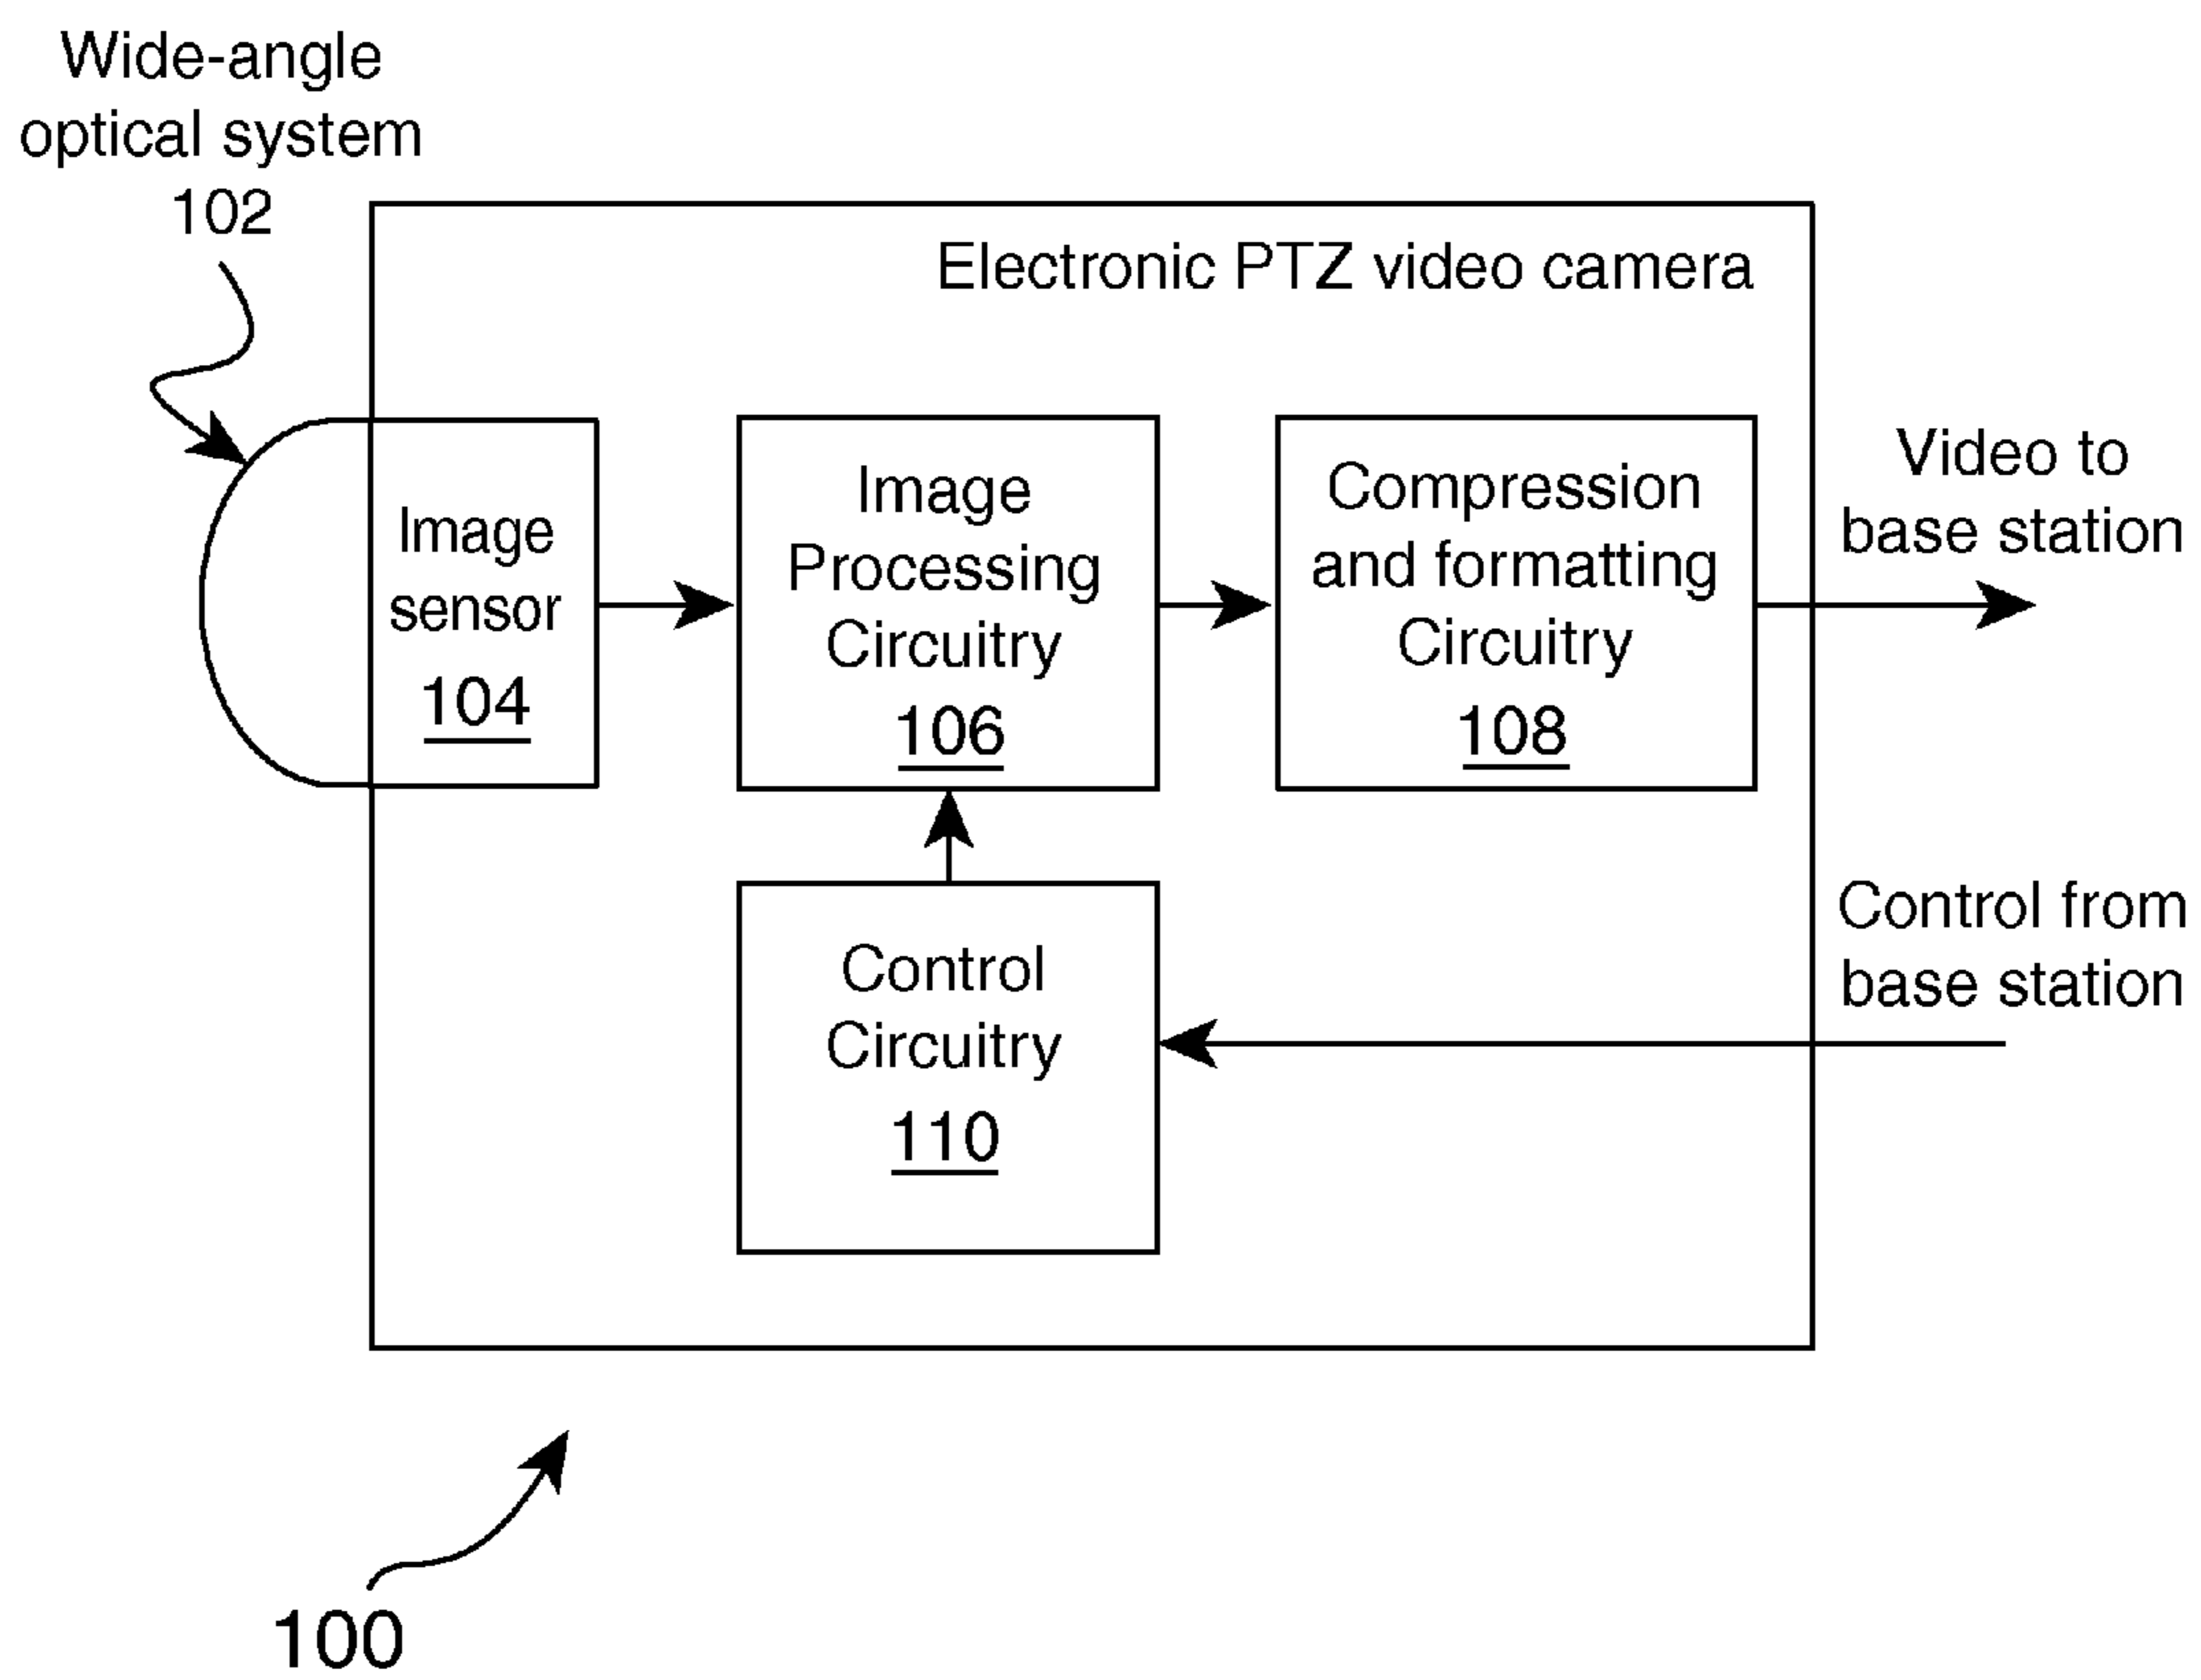 Wide-angle
optical system
102
Electronic PTZ video camera
Image
sensor
104
Image
Processing
Circuitry
106
Compression
and formatting
Circuitry
108
Video to
base station
Control
Circuitry
110
Control from
base station
100